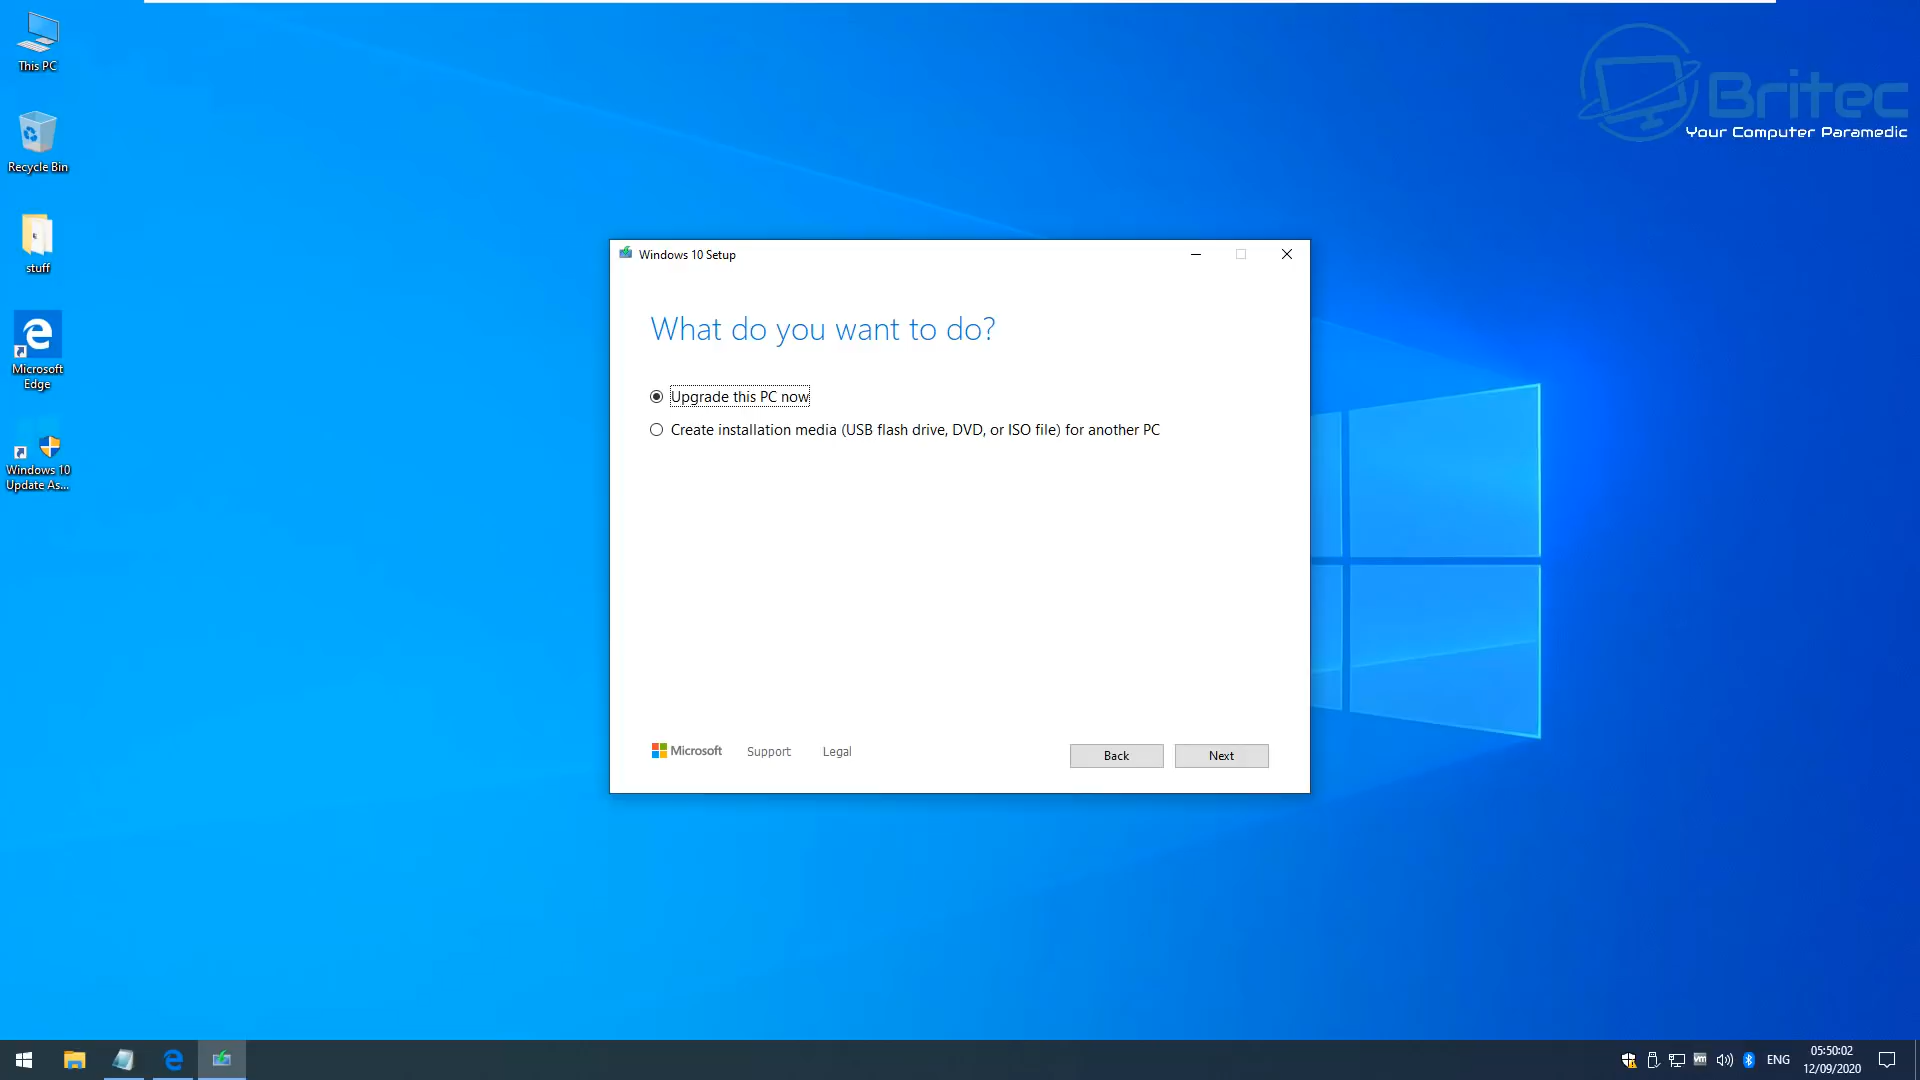 This PC
Recycle Bin
stuff
Microsoft
Edge
Windows 10
Update As...
Britec
Your Computer Paramedic
Windows 10 Setup
What do you want to do?
Upgrade this PC now
Create installation media (USB flash drive, DVD, or ISO file) for another PC
Microsoft
Support
Legal
Back
Next
vm
ENG
05:50:02
12/09/2020